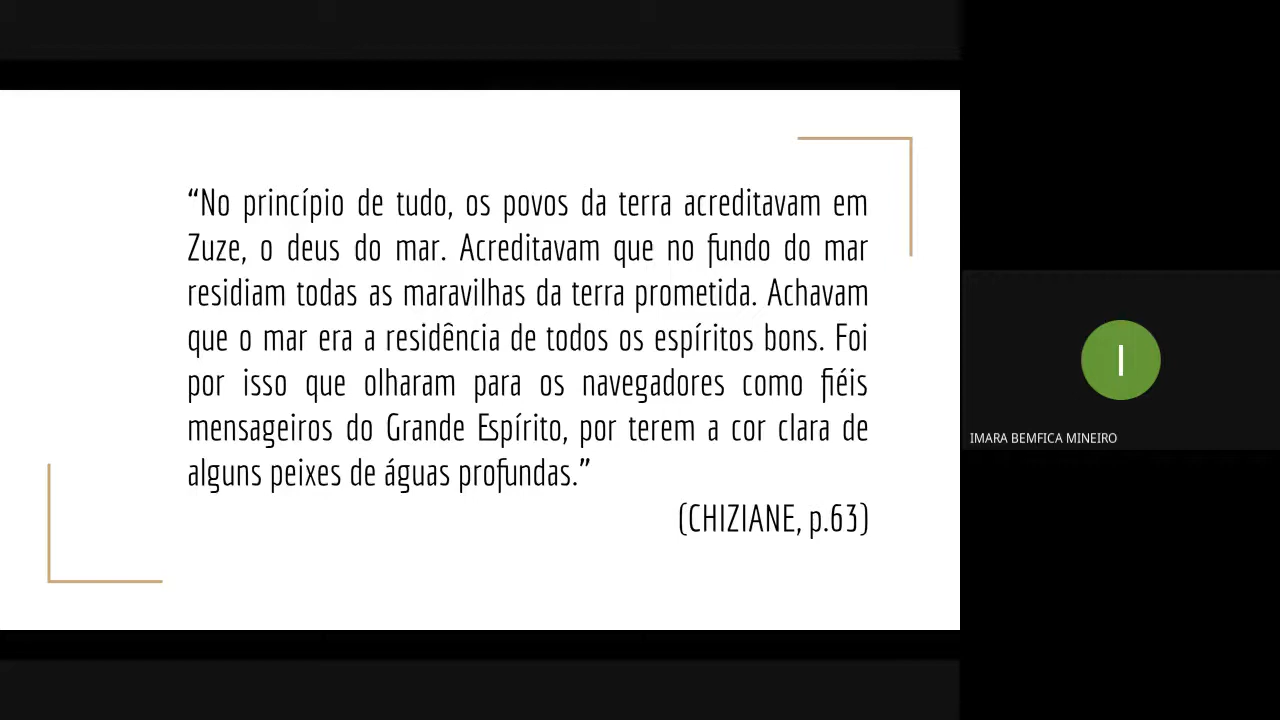 “No princípio de tudo, os povos da terra acreditavam em
Zuze, o deus do mar. Acreditavam que no fundo do mar
residiam todas as maravilhas da terra prometida. Achavam
que o mar era a residência de todos os espíritos bons. Foi
por isso que olharam para os navegadores como fiéis
mensageiros do Grande Espírito, por terem a cor clara de
alguns peixes de águas profundas.”
(CHIZIANE, p.63)
I
IMARA BEMFICA MINEIRO